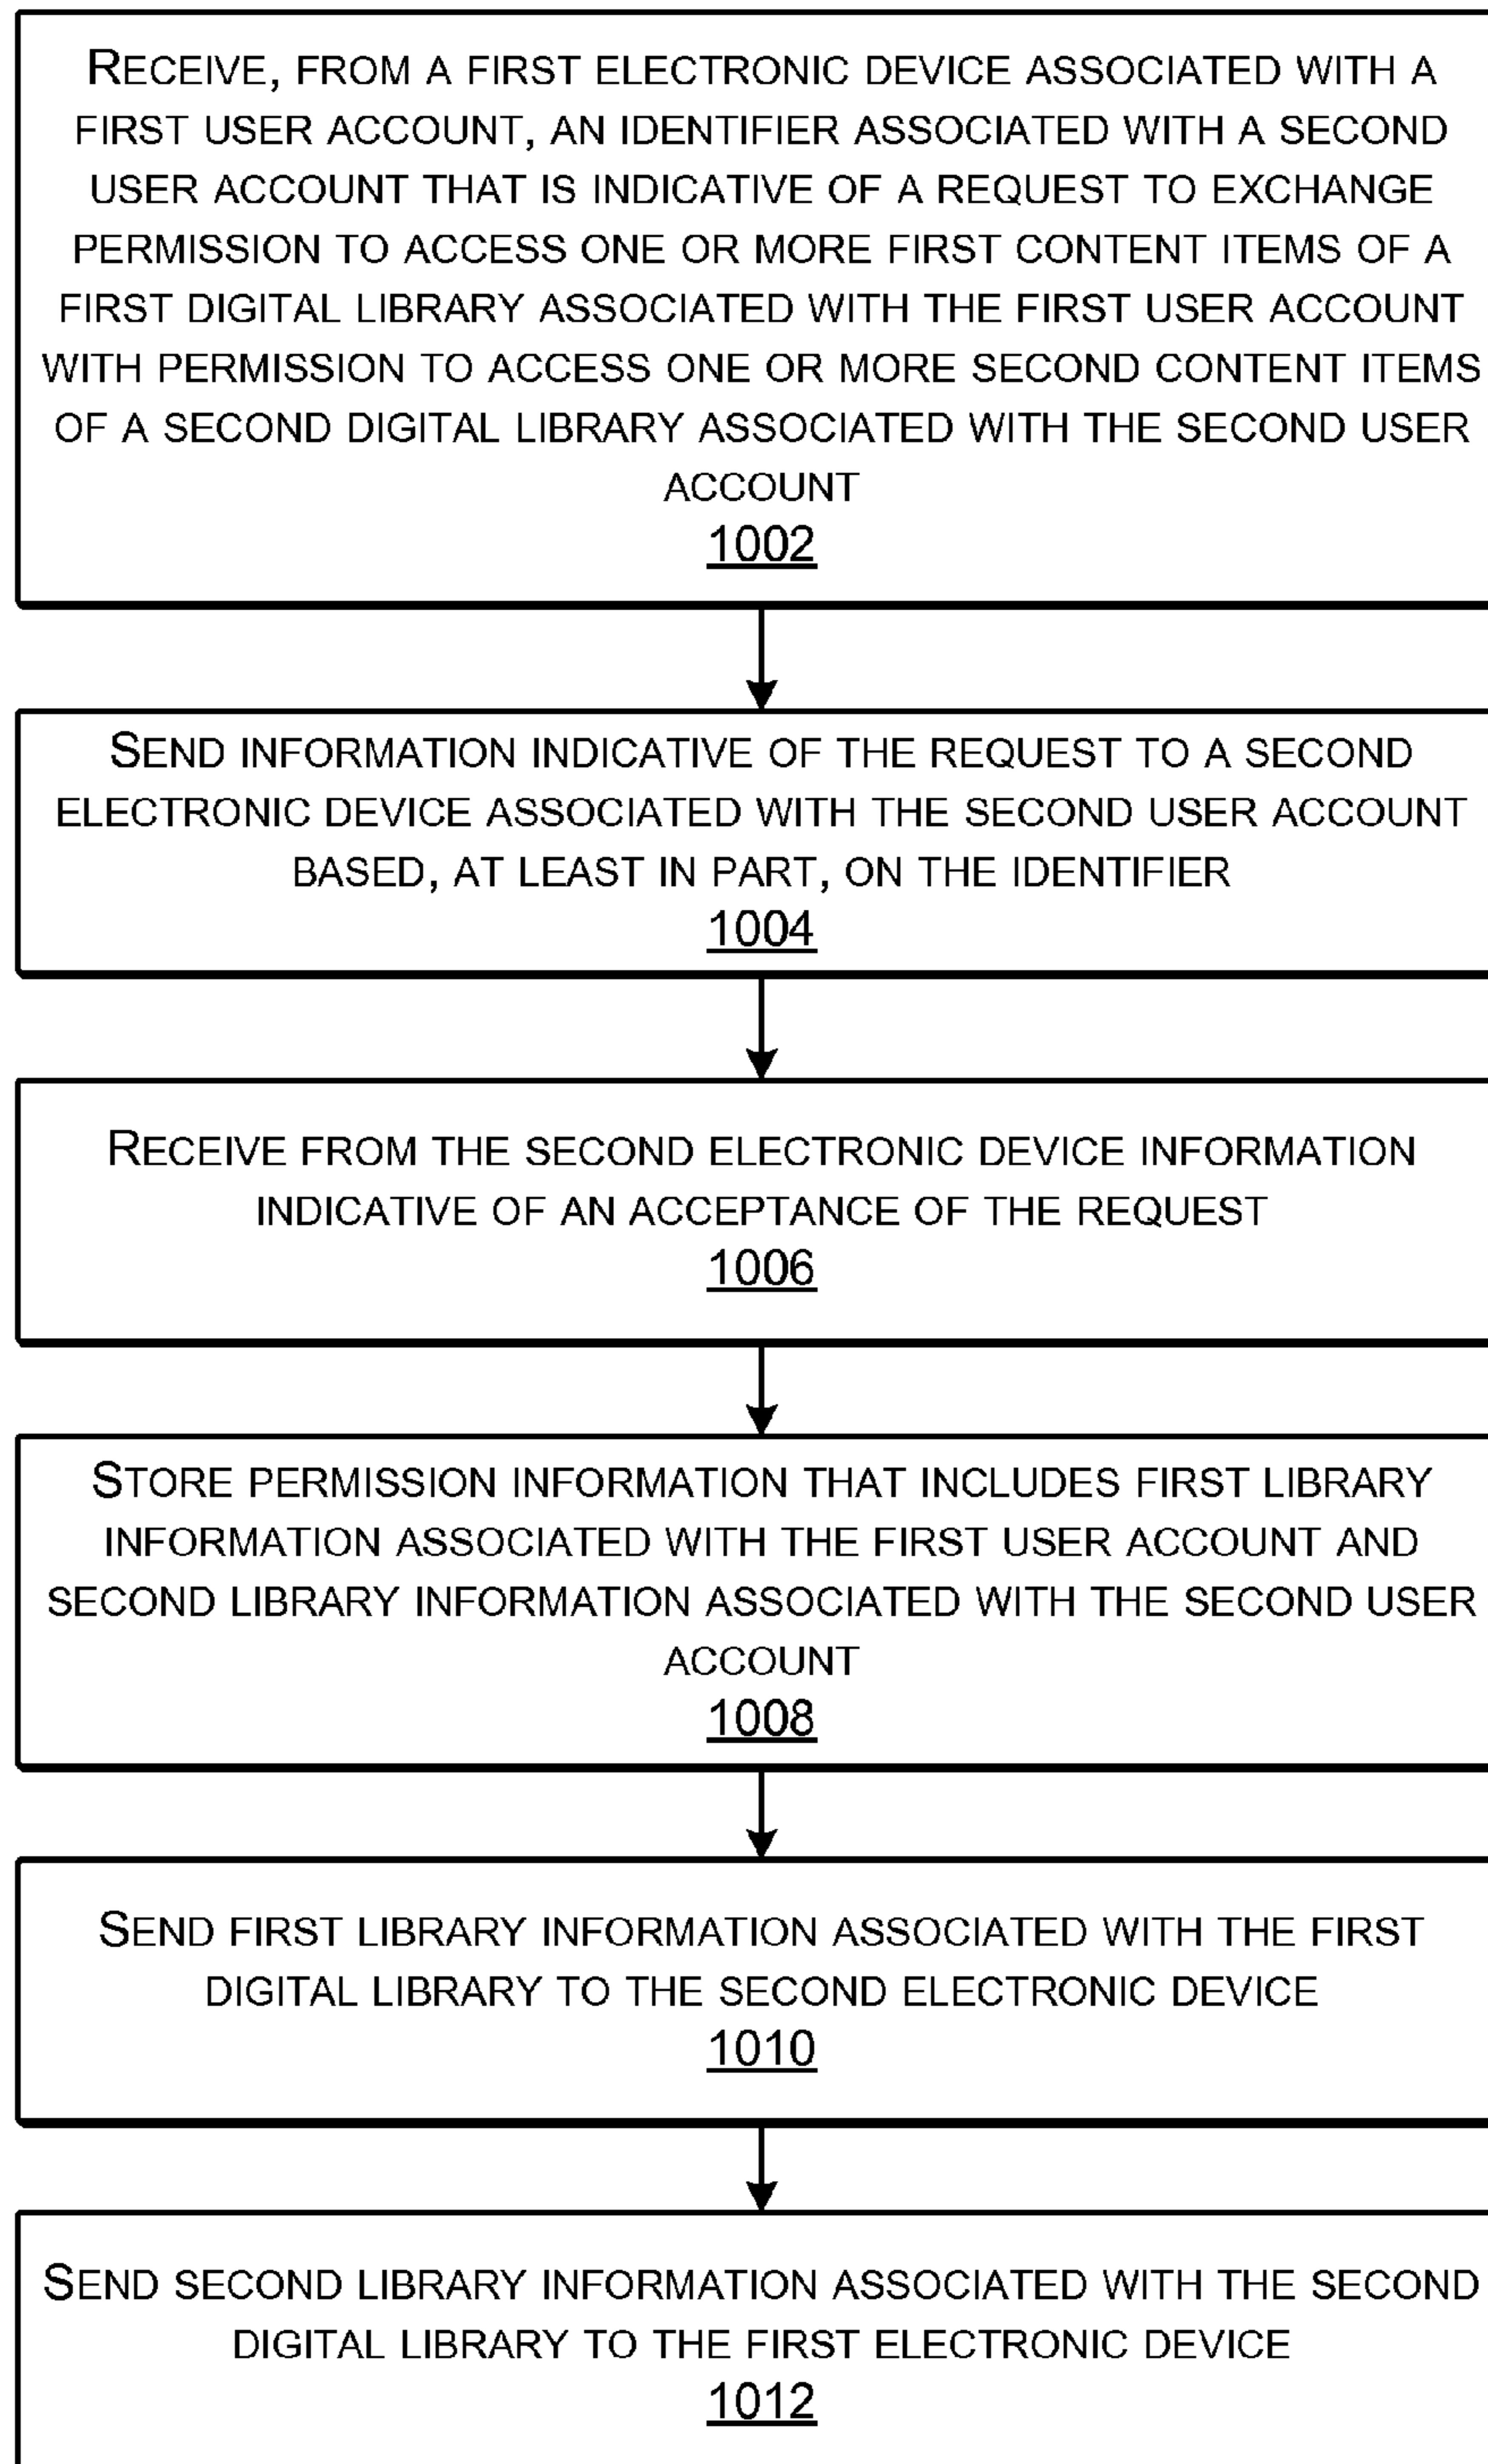 RECEIVE, FROM A FIRST ELECTRONIC DEVICE ASSOCIATED WITH A
FIRST USER ACCOUNT, AN IDENTIFIER ASSOCIATED WITH A SECOND
USER ACCOUNT THAT IS INDICATIVE OF A REQUEST TO EXCHANGE
PERMISSION TO ACCESS ONE OR MORE FIRST CONTENT ITEMS OF A
FIRST DIGITAL LIBRARY ASSOCIATED WITH THE FIRST USER ACCOUNT
WITH PERMISSION TO ACCESS ONE OR MORE SECOND CONTENT ITEMS
OF A SECOND DIGITAL LIBRARY ASSOCIATED WITH THE SECOND USER
ACCOUNT
1002
SEND INFORMATION INDICATIVE OF THE REQUEST TO A SECOND
ELECTRONIC DEVICE ASSOCIATED WITH THE SECOND USER ACCOUNT
BASED, AT LEAST IN PART, ON THE IDENTIFIER
1004
RECEIVE FROM THE SECOND ELECTRONIC DEVICE INFORMATION
INDICATIVE OF AN ACCEPTANCE OF THE REQUEST
1006
STORE PERMISSION INFORMATION THAT INCLUDES FIRST LIBRARY
INFORMATION ASSOCIATED WITH THE FIRST USER ACCOUNT AND
SECOND LIBRARY INFORMATION ASSOCIATED WITH THE SECOND USER
ACCOUNT
1008
SEND FIRST LIBRARY INFORMATION ASSOCIATED WITH THE FIRST
DIGITAL LIBRARY TO THE SECOND ELECTRONIC DEVICE
1010
SEND SECOND LIBRARY INFORMATION ASSOCIATED WITH THE SECOND
DIGITAL LIBRARY TO THE FIRST ELECTRONIC DEVICE
1012